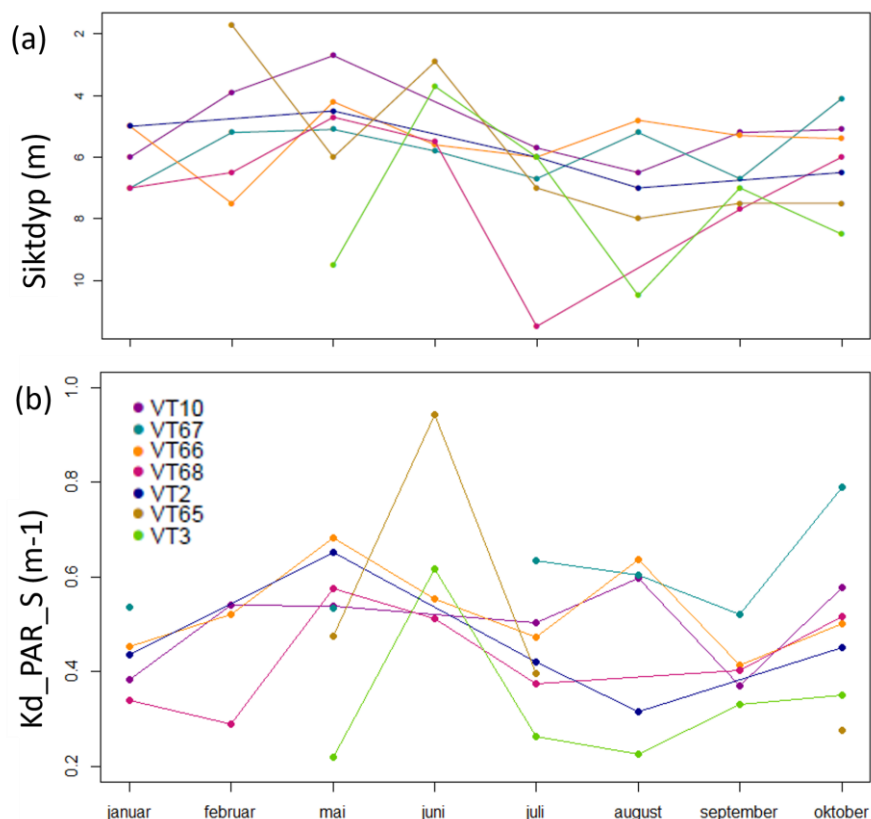 (a)
Siktdyp (m)
2
4
6
8
10
(b)
Kd_PAR_S (m-1)
1.0
0.8
0.6
0.4
0.2
VT10
VT67
VT66
VT68
VT2
VT65
VT3
januar februar mai juni juli august september oktober